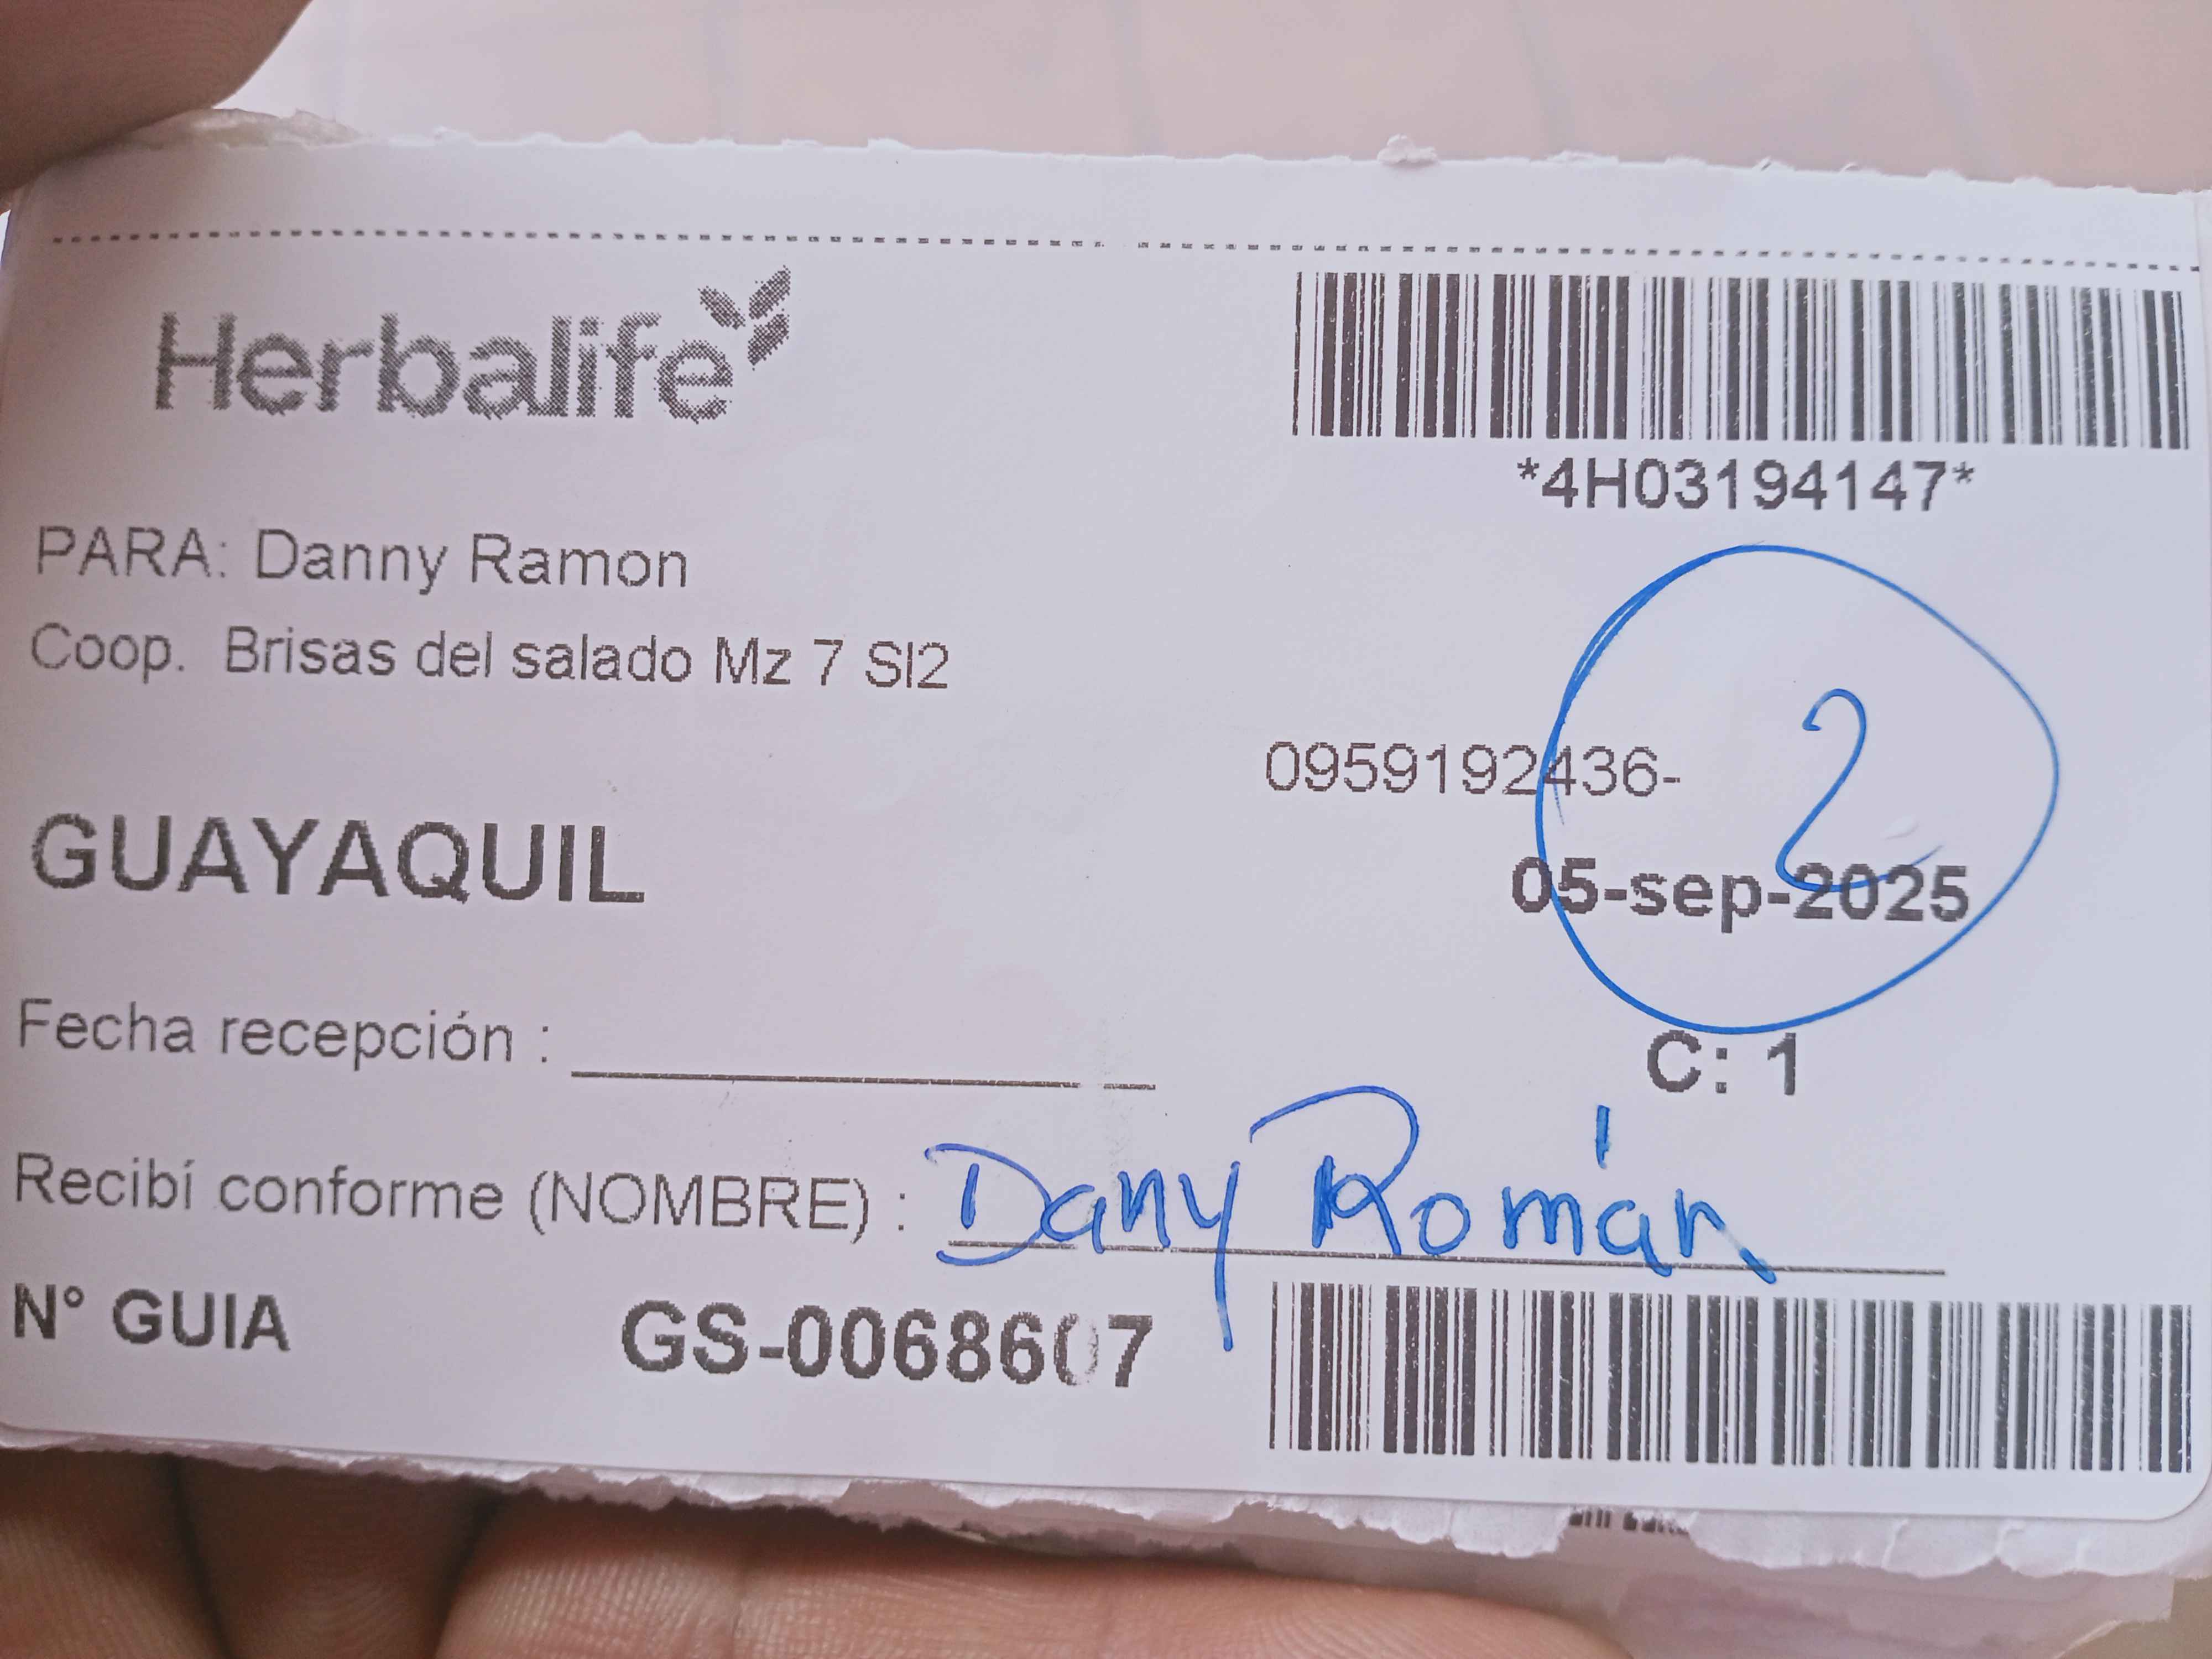 Herbalife
*4H03194147*
PARA: Danny Ramon
Coop. Brisas del salado Mz 7 Sl2
0959192436-
2
GUAYAQUIL
05-sep-2025
Fecha recepción :
C: 1
Recibí conforme (NOMBRE) : Dany Román
N° GUIA GS-0068607